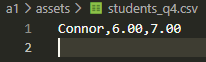 a1 > assets > students_q4.csv
1 Connor,6.00,7.00
2